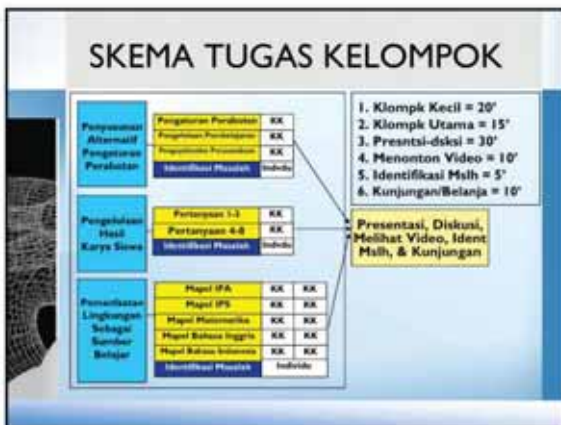 SKEMA TUGAS KELOMPOK
Penyusunan
Alternatif
Pengaturan
Perabotan
Pengaturan Perabotan KK
KK
KK
Identifikasi Masalah Individu
Pengelolaan
Hasil
Karya Siswa
Pertanyaan 1-3 KK
Pertanyaan 4-8 KK
Identifikasi Masalah Individu
Pemanfaatan
Lingkungan
Sebagai
Sumber
Belajar
Mapel IPA KK KK
Mapel IPS KK KK
Mapel Matematika KK KK
Mapel Bahasa Inggris KK KK
Mapel Bahasa Indonesia KK KK
Identifikasi Masalah Individu
1. Klompk Kecil = 20’
2. Klompk Utama = 15’
3. Presntsi-dsksi = 30’
4. Menonton Video = 10’
5. Identifikasi Mslh = 5’
6. Kunjungan/Belanja = 10’
Presentasi, Diskusi,
Melihat Video, Ident
Mslh, & Kunjungan